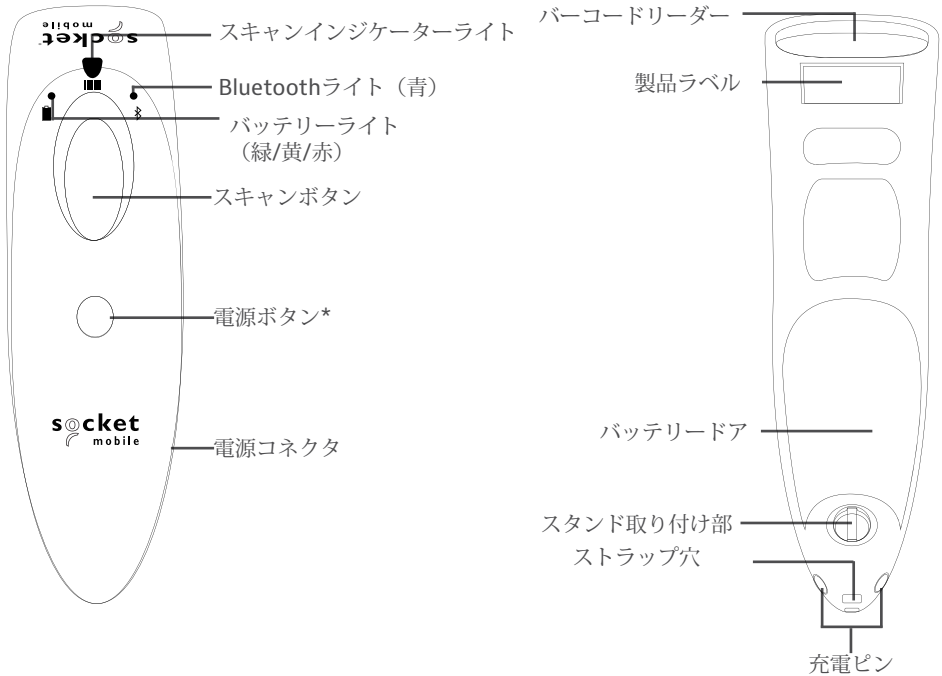 socket
mobile
スキャンインジケーターライト
Bluetoothライト（青）
バッテリーライト
（緑/黄/赤）
スキャンボタン
電源ボタン*
socket
mobile
電源コネクタ
バーコードリーダー
製品ラベル
バッテリードア
スタンド取り付け部
ストラップ穴
充電ピン